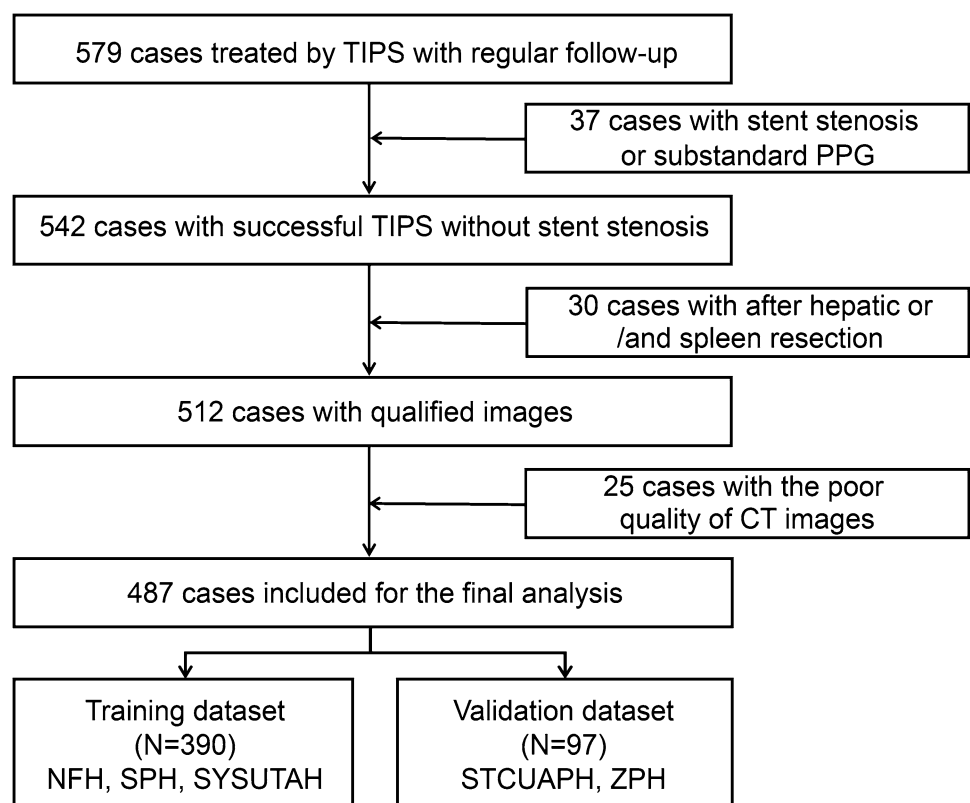 579 cases treated by TIPS with regular follow-up
37 cases with stent stenosis
or substandard PPG
542 cases with successful TIPS without stent stenosis
30 cases with after hepatic or
/and spleen resection
512 cases with qualified images
25 cases with the poor
quality of CT images
487 cases included for the final analysis
Training dataset
(N=390)
NFH, SPH, SYSUTAH
Validation dataset
(N=97)
STCUAPH, ZPH